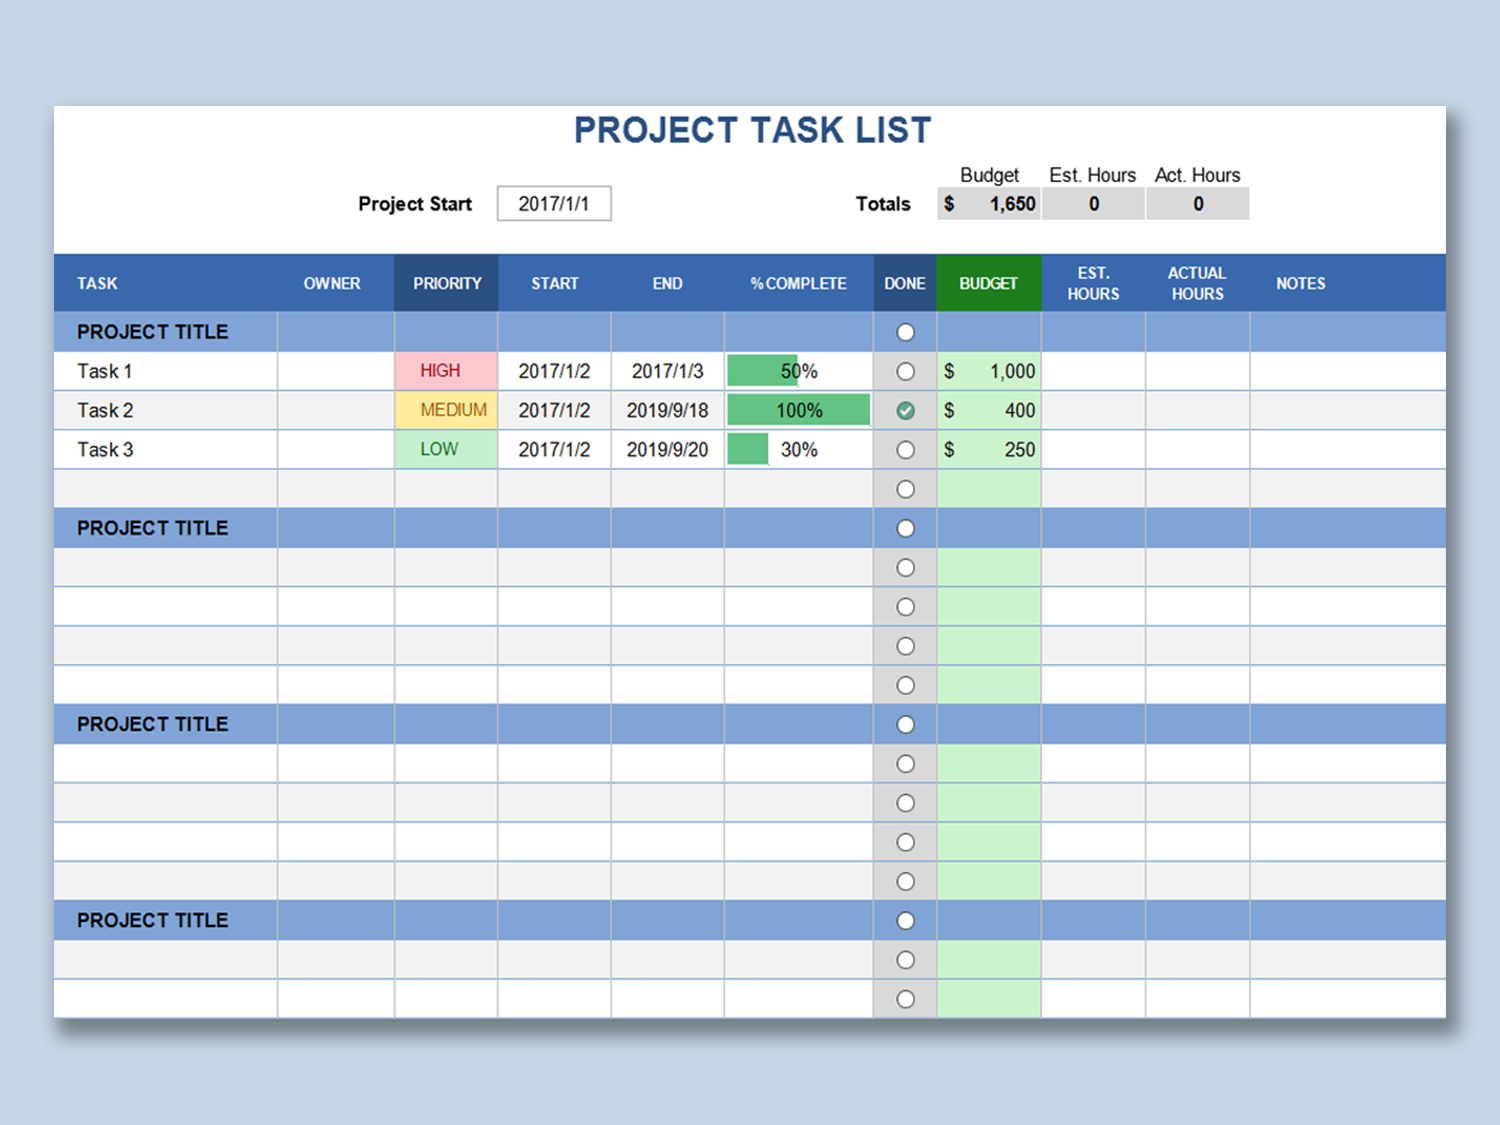 PROJECT TASK LIST
Budget Est. Hours Act. Hours
Project Start 2017/1/1 Totals $ 1,650 0 0
TASK OWNER PRIORITY START END % COMPLETE DONE BUDGET EST. HOURS ACTUAL HOURS NOTES
PROJECT TITLE
Task 1 HIGH 2017/1/2 2017/1/3 50% $ 1,000
Task 2 MEDIUM 2017/1/2 2019/9/18 100% $ 400
Task 3 LOW 2017/1/2 2019/9/20 30% $ 250
PROJECT TITLE
PROJECT TITLE
PROJECT TITLE